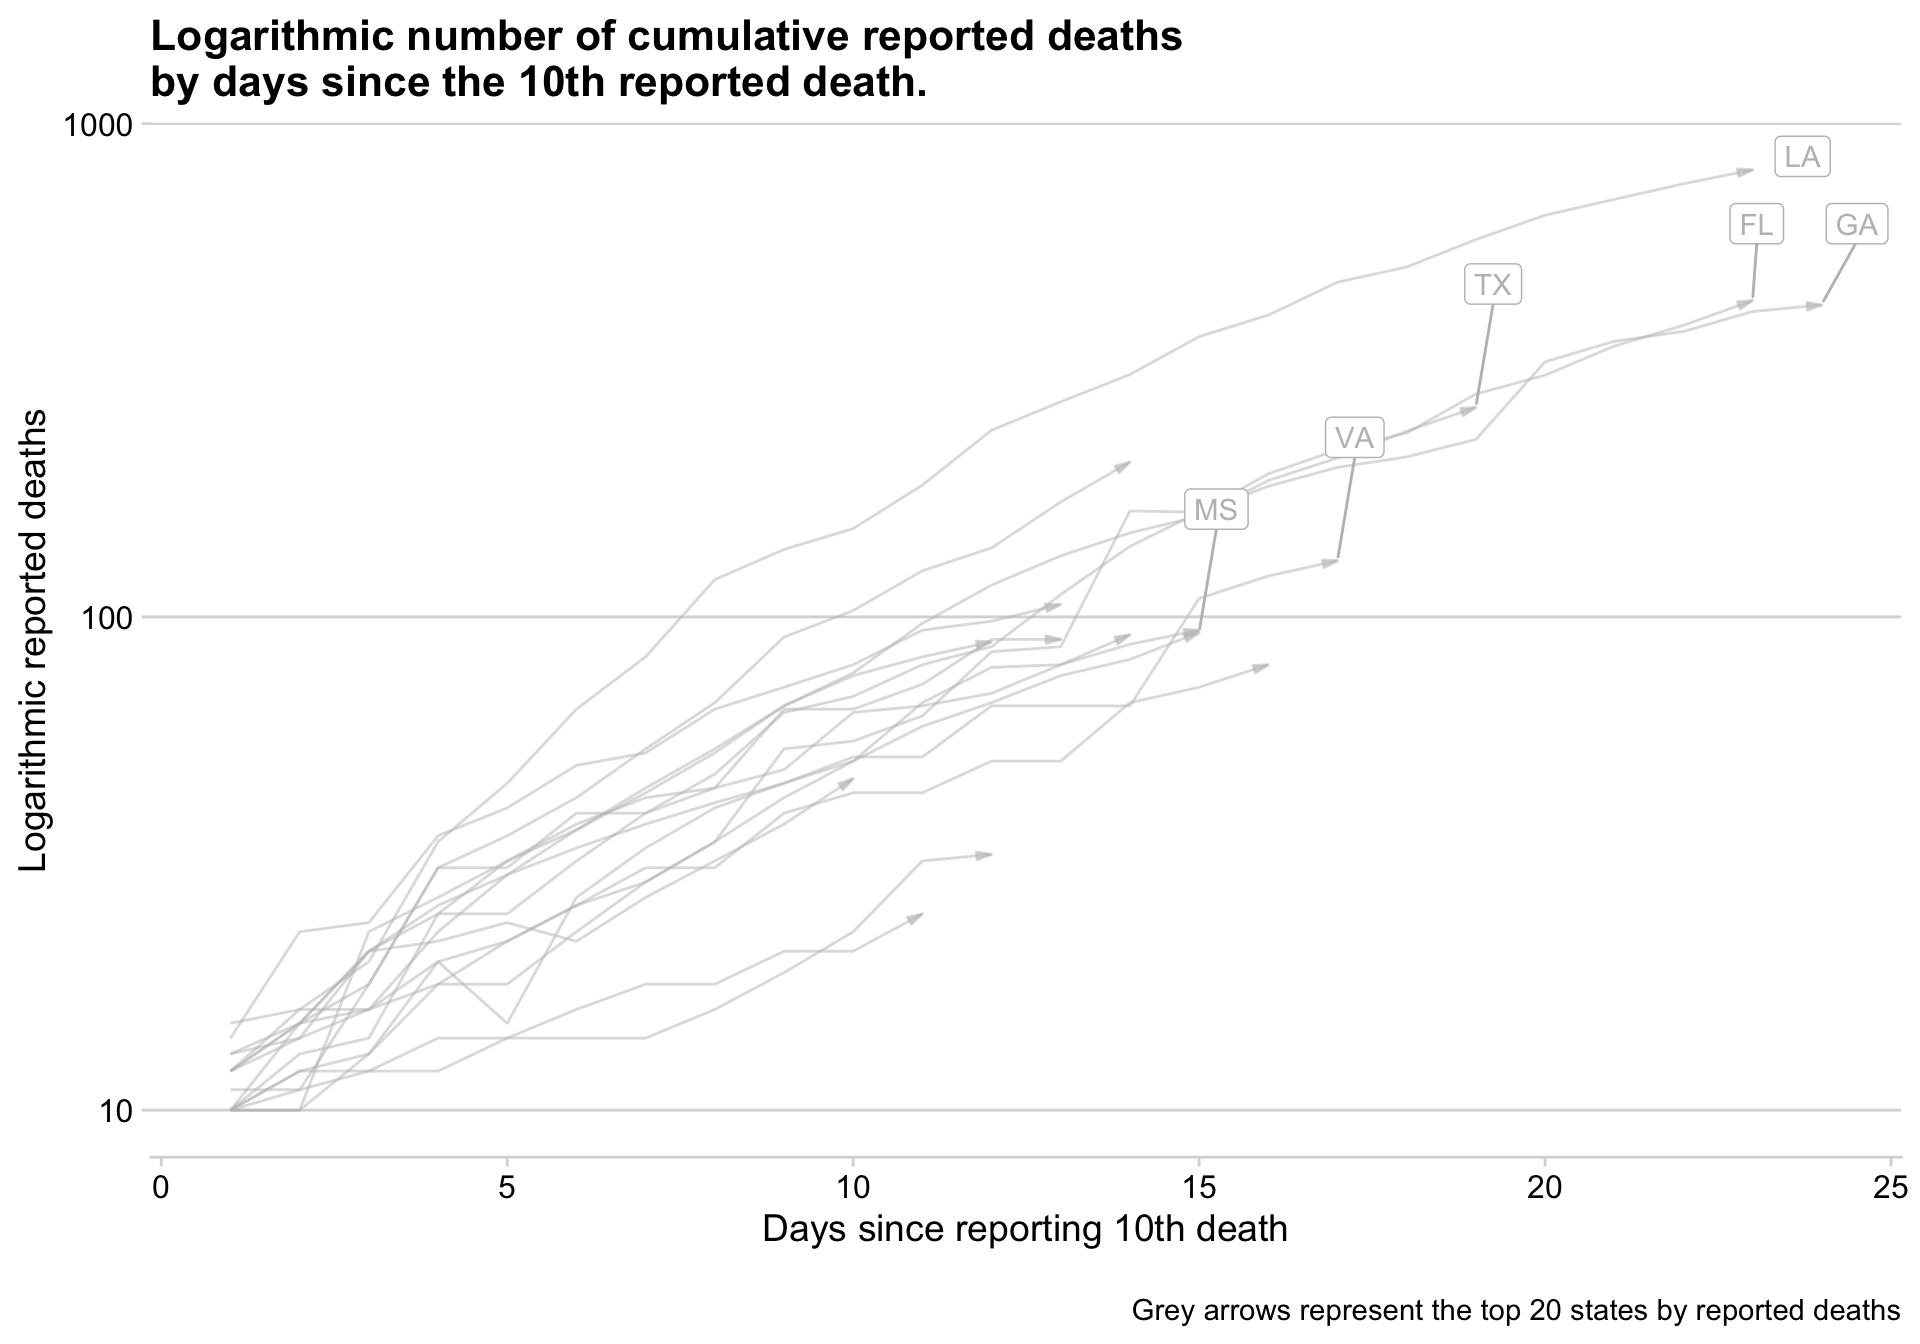 Logarithmic number of cumulative reported deaths
by days since the 10th reported death.
1000
LA
FL
GA
TX
VA
MS
100
10
Logarithmic reported deaths
0
5
10
15
20
25
Days since reporting 10th death
Grey arrows represent the top 20 states by reported deaths